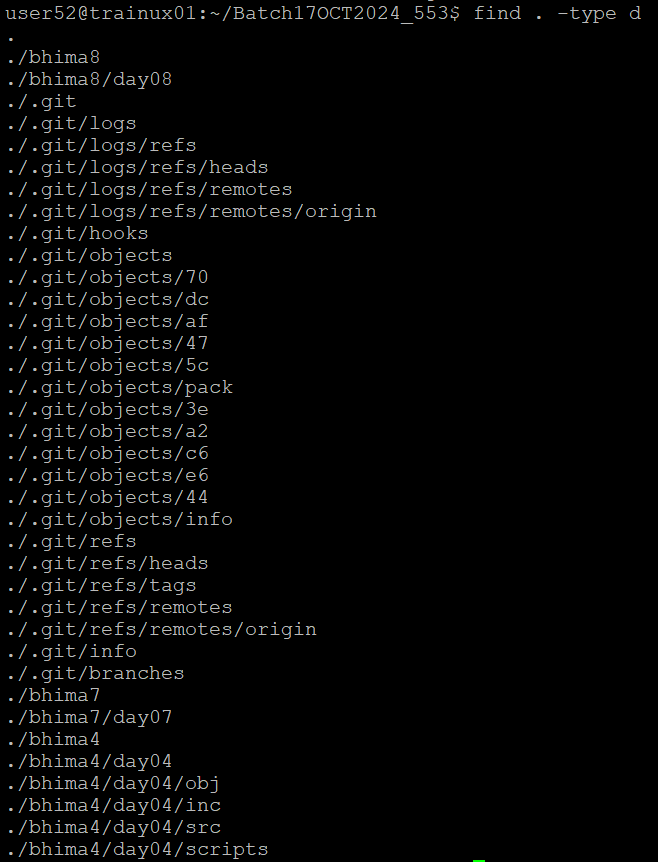 user52@trainux01:~/Batch17OCT2024_553$ find . -type d
.
./bhima8
./bhima8/day08
./.git
./.git/logs
./.git/logs/refs
./.git/logs/refs/heads
./.git/logs/refs/remotes
./.git/logs/refs/remotes/origin
./.git/hooks
./.git/objects
./.git/objects/70
./.git/objects/dc
./.git/objects/af
./.git/objects/47
./.git/objects/5c
./.git/objects/pack
./.git/objects/3e
./.git/objects/a2
./.git/objects/c6
./.git/objects/e6
./.git/objects/44
./.git/objects/info
./.git/refs
./.git/refs/heads
./.git/refs/tags
./.git/refs/remotes
./.git/refs/remotes/origin
./.git/info
./.git/branches
./bhima7
./bhima7/day07
./bhima4
./bhima4/day04
./bhima4/day04/obj
./bhima4/day04/inc
./bhima4/day04/src
./bhima4/day04/scripts